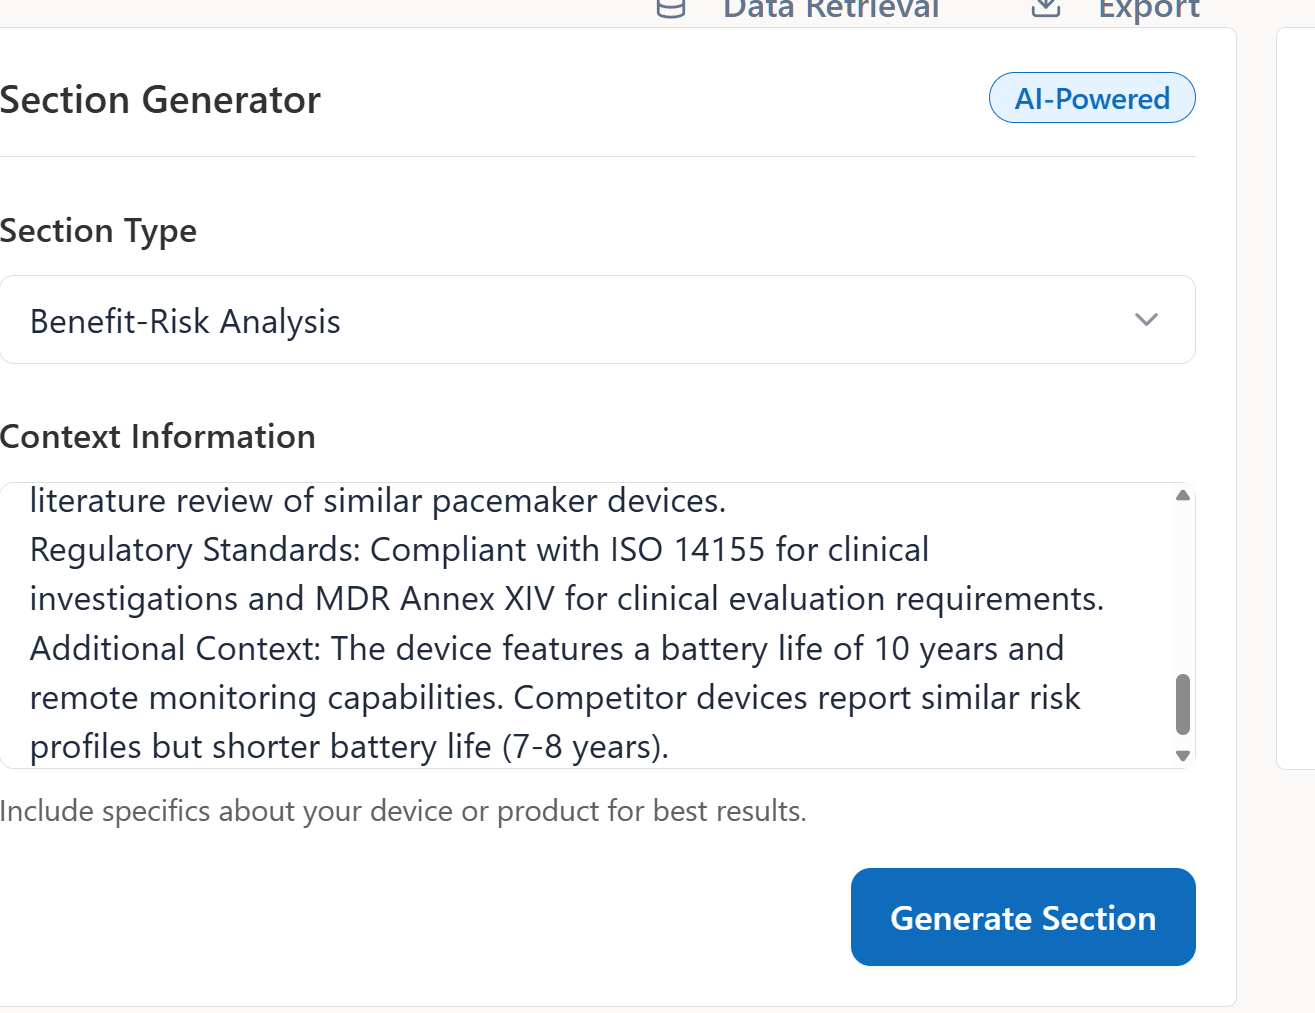 Data Retrieval
Export
Section Generator
AI-Powered
Section Type
Benefit-Risk Analysis
Context Information
literature review of similar pacemaker devices.
Regulatory Standards: Compliant with ISO 14155 for clinical
investigations and MDR Annex XIV for clinical evaluation requirements.
Additional Context: The device features a battery life of 10 years and
remote monitoring capabilities. Competitor devices report similar risk
profiles but shorter battery life (7-8 years).
Include specifics about your device or product for best results.
Generate Section